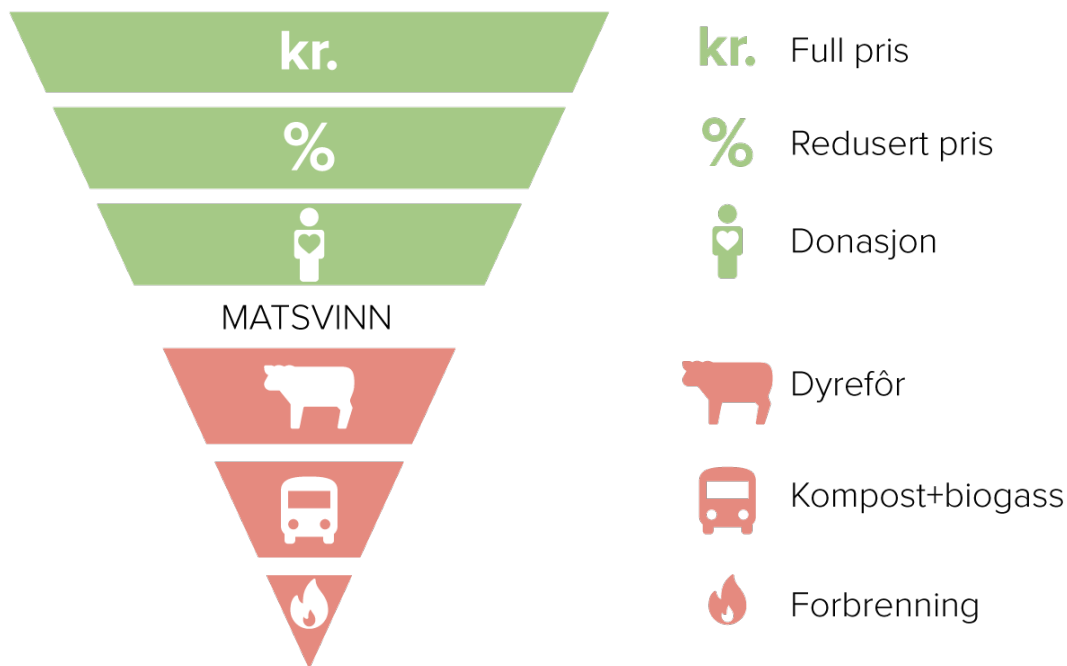 kr.
%
MATSVINN
kr. Full pris
% Redusert pris
Donasjon
Dyrefôr
Kompost+biogass
Forbrenning